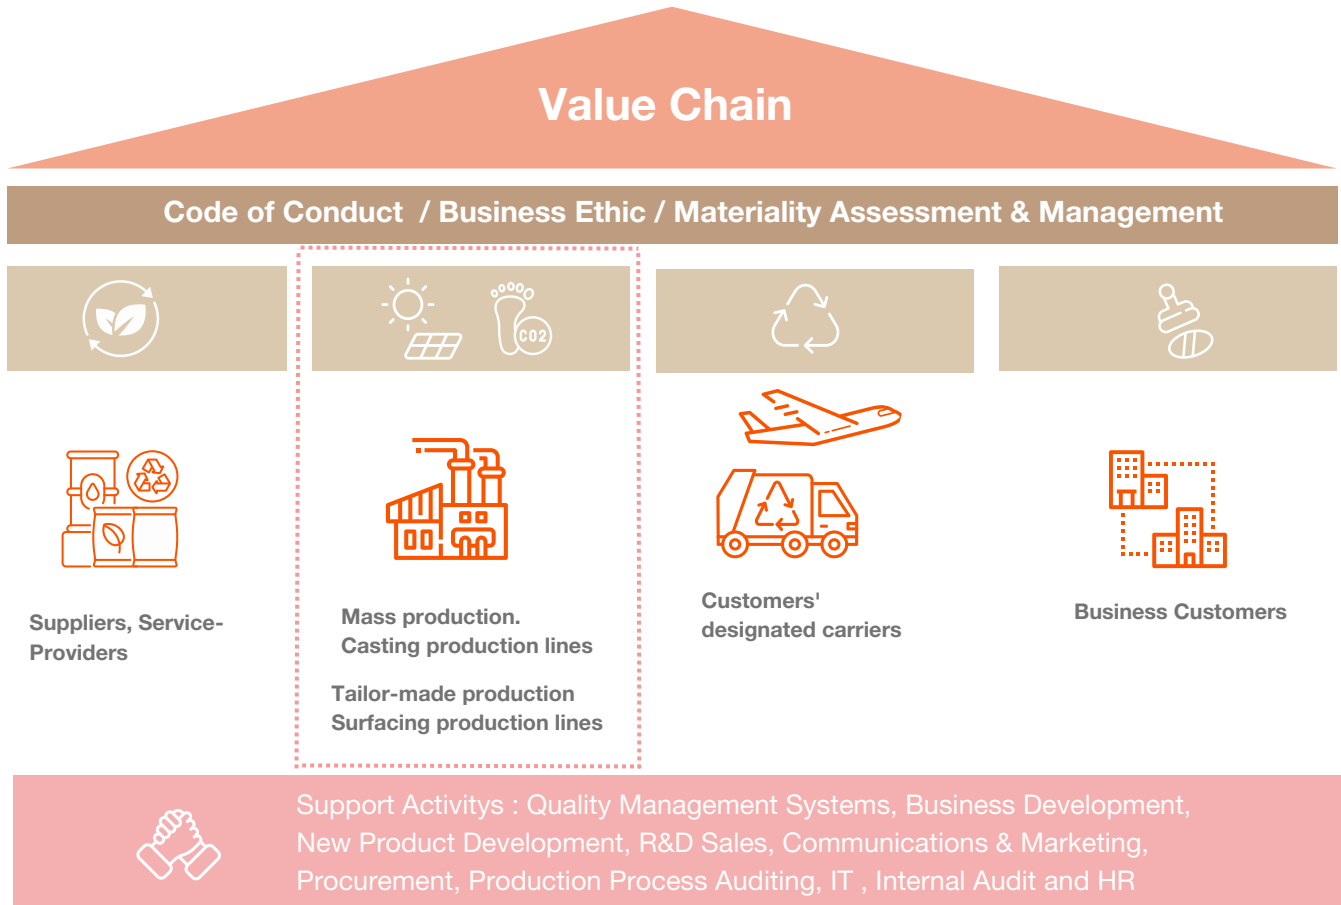 Value Chain
Code of Conduct / Business Ethic / Materiality Assessment & Management
CO2
Suppliers, Service-
Providers
Mass production.
Casting production lines
Tailor-made production
Surfacing production lines
Customers'
designated carriers
Business Customers
Support Activitys : Quality Management Systems, Business Development,
New Product Development, R&D Sales, Communications & Marketing,
Procurement, Production Process Auditing, IT , Internal Audit and HR